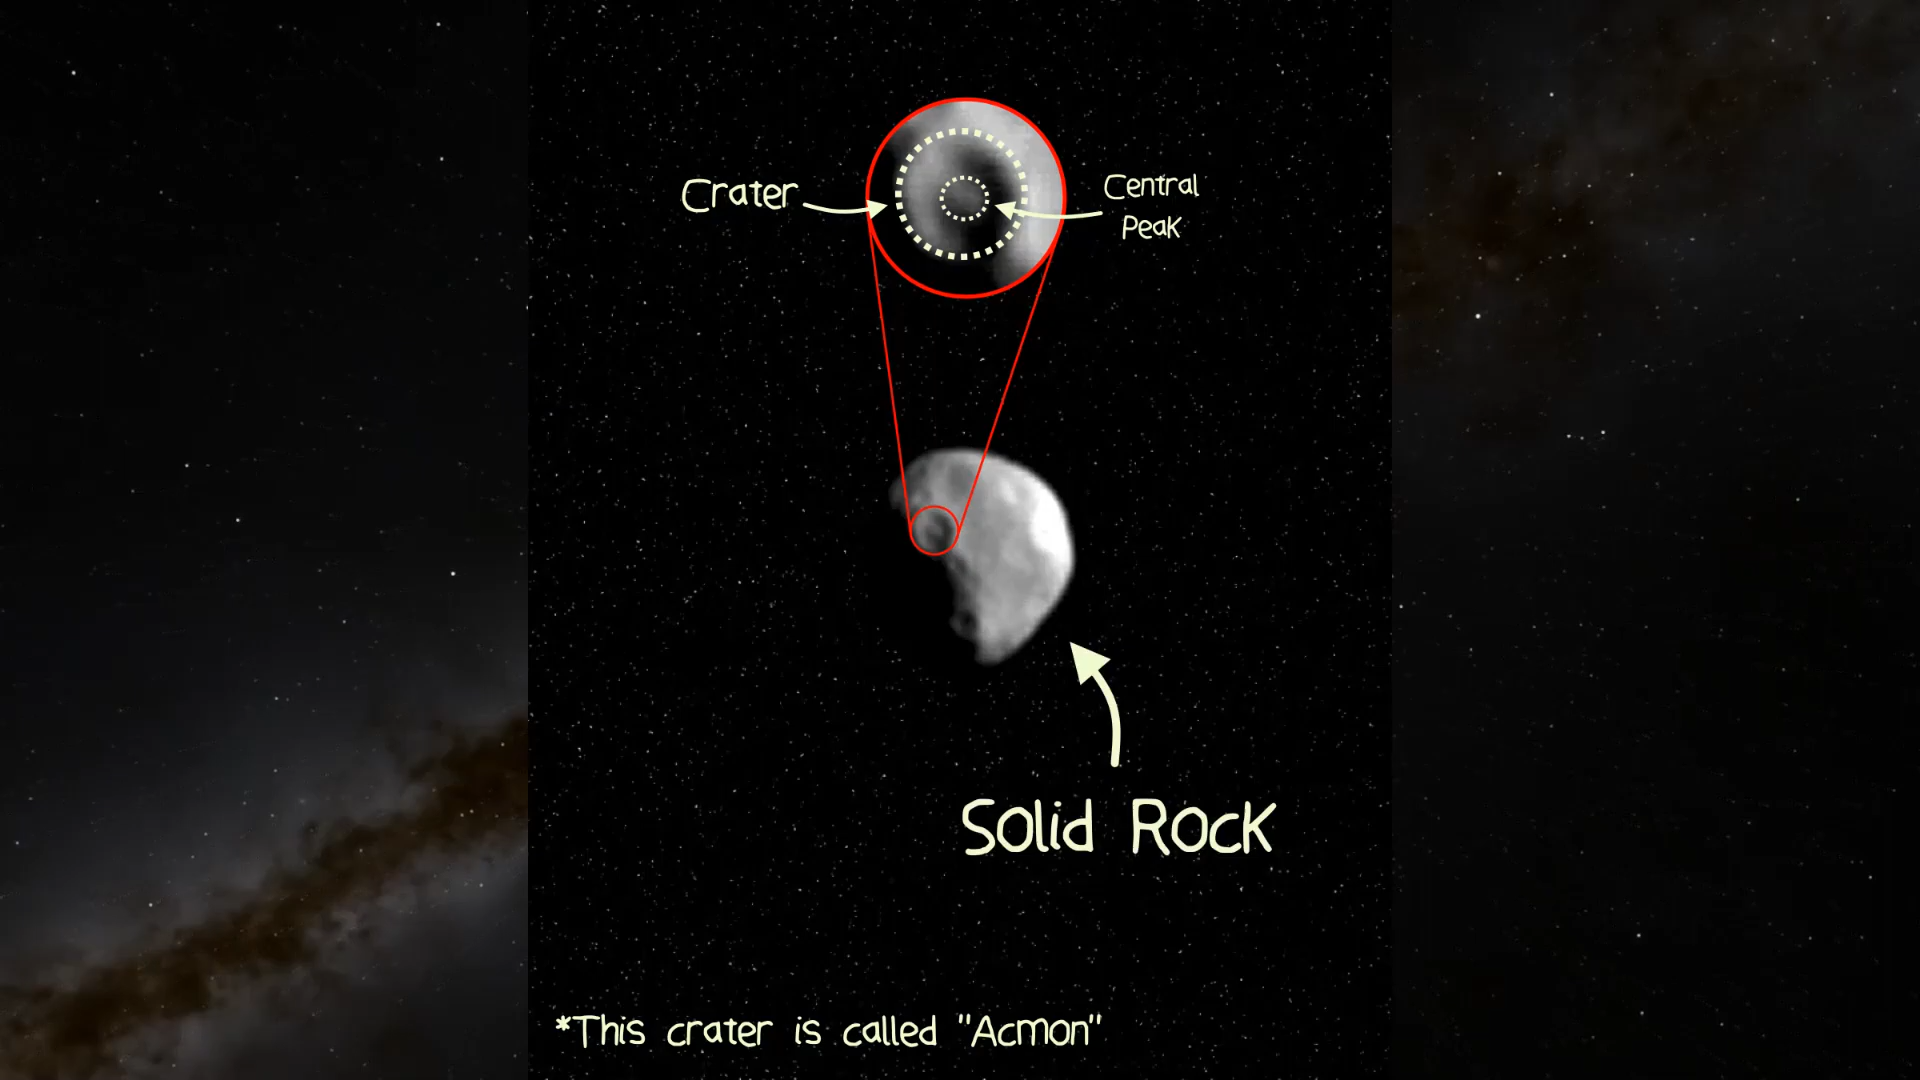 Crater
Central
Peak
Solid Rock
*This crater is called "Acmon"